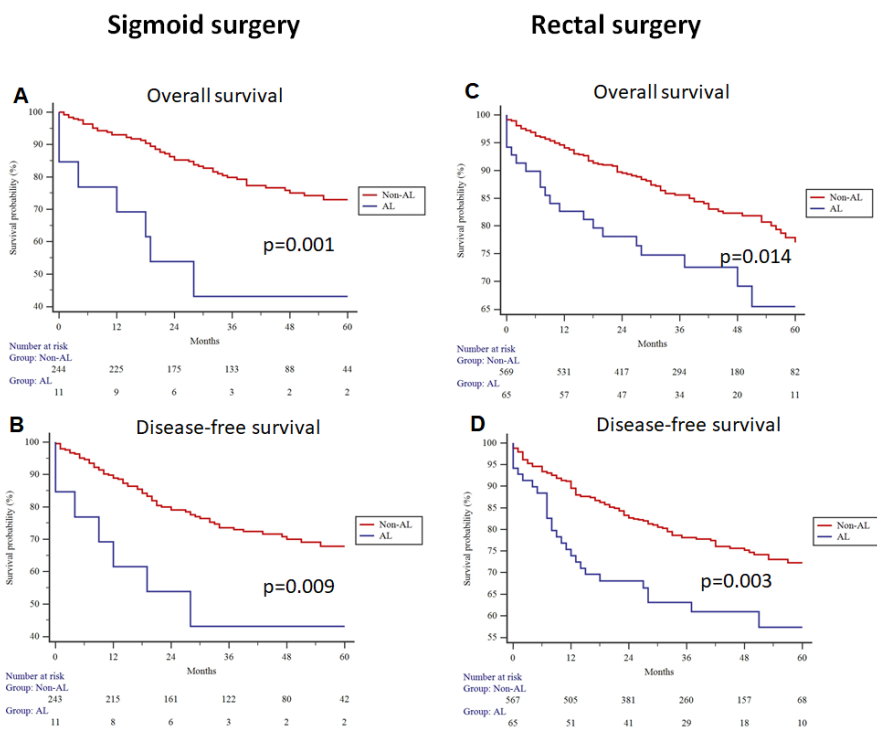 Sigmoid surgery
Rectal surgery
A
Overall survival
Survival probability (%)
100
90
80
70
60
50
40
Non-AL
AL
p=0.001
0 12 24 36 48 60
Months
Number at risk
Group: Non-AL
244 225 175 133 88 44
Group: AL
11 9 6 3 2 2
C
Overall survival
Survival probability (%)
100
95
90
85
80
75
70
65
Non-AL
AL
p=0.014
0 12 24 36 48 60
Months
Number at risk
Group: Non-AL
569 531 417 294 180 82
Group: AL
65 57 47 34 20 11
B
Disease-free survival
Survival probability (%)
100
90
80
70
60
50
40
Non-AL
AL
p=0.009
0 12 24 36 48 60
Months
Number at risk
Group: Non-AL
243 215 161 122 80 42
Group: AL
11 8 6 3 2 2
D
Disease-free survival
Survival probability (%)
100
95
90
85
80
75
70
65
60
55
Non-AL
AL
p=0.003
0 12 24 36 48 60
Months
Number at risk
Group: Non-AL
567 505 381 260 157 68
Group: AL
65 51 41 29 18 10